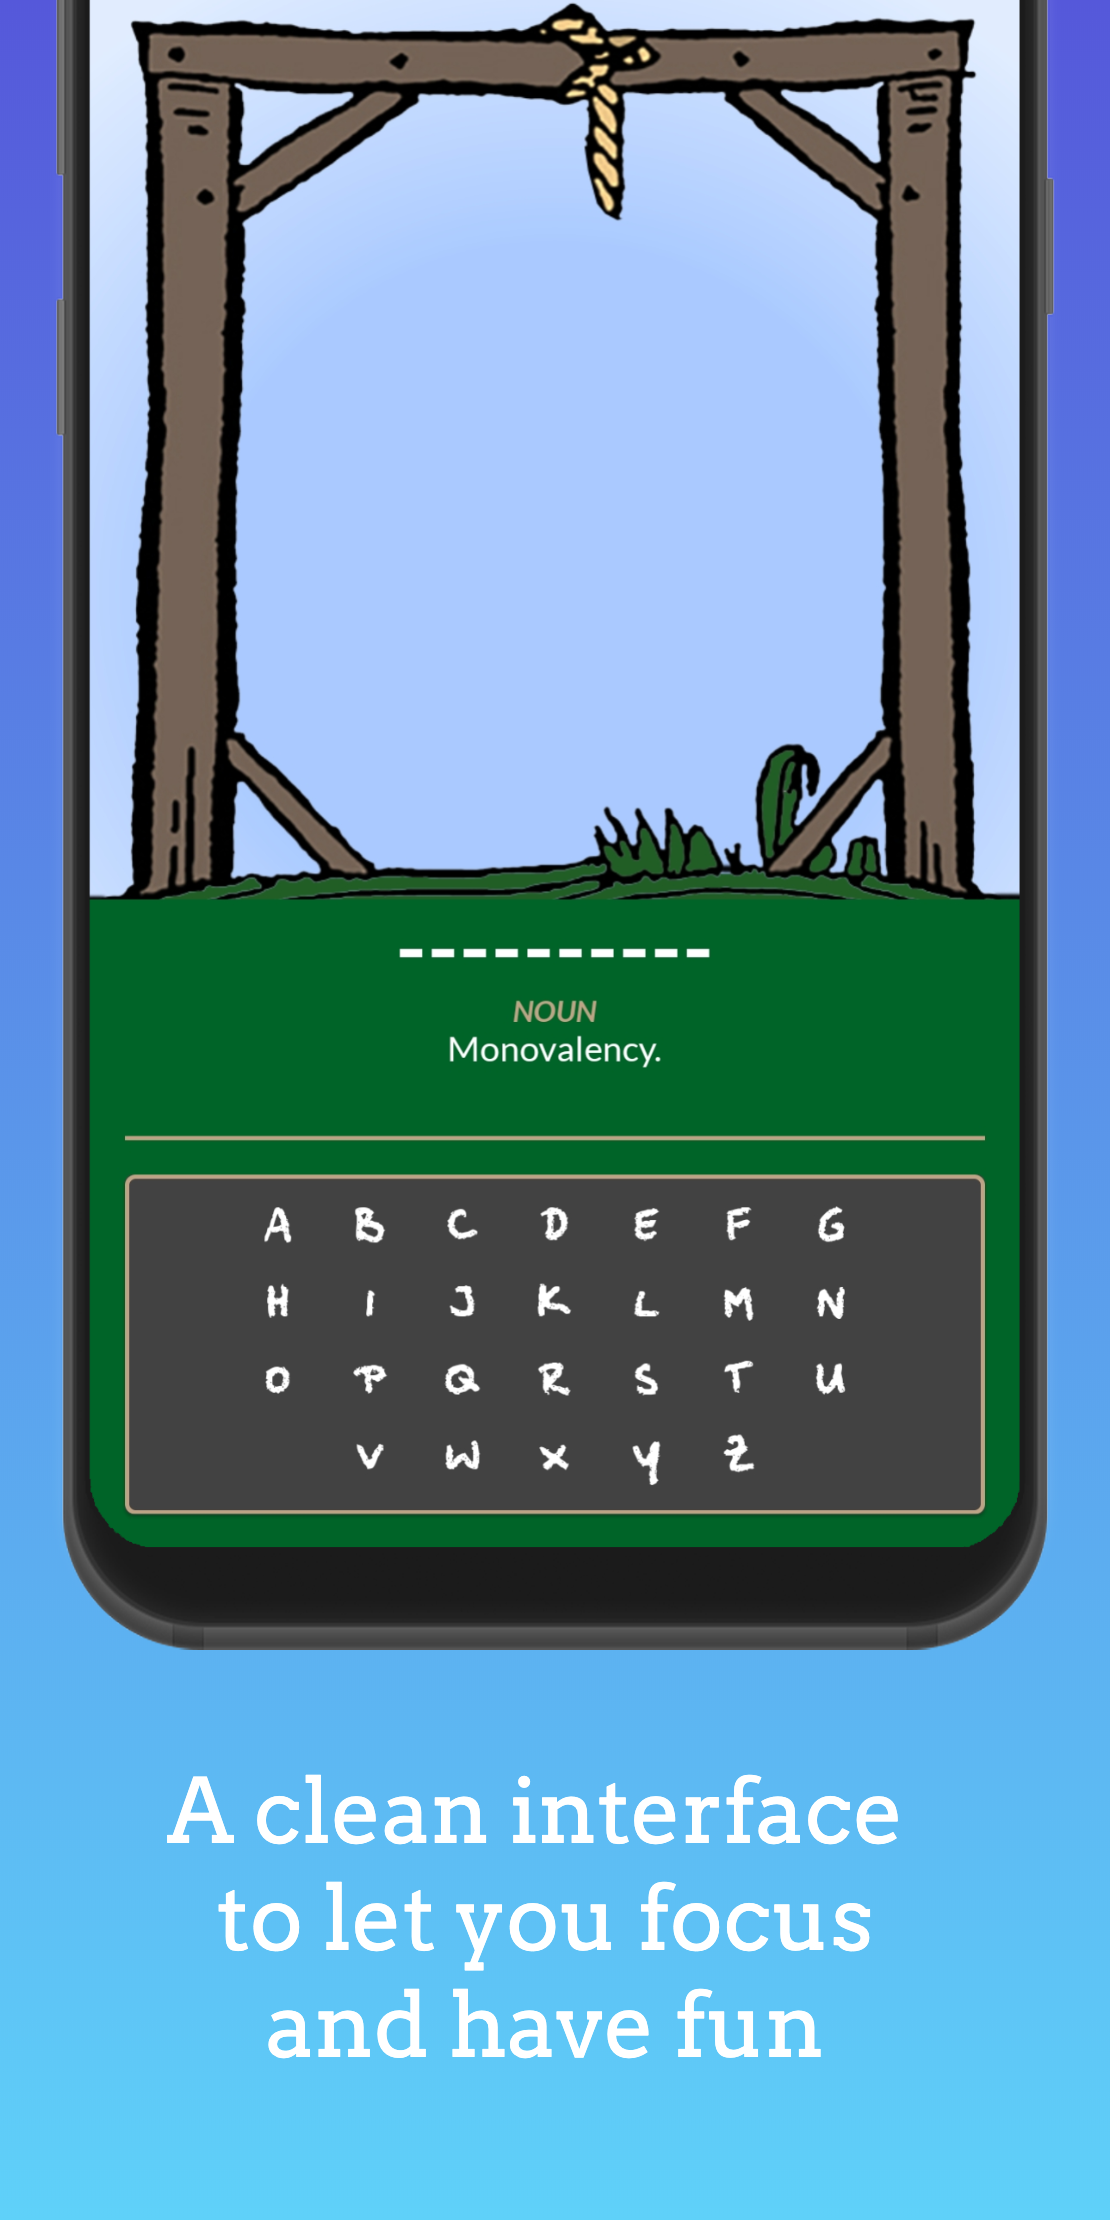 ----------
NOUN
Monovalency.
A B C D E F G
H I J K L M N
O P Q R S T U
V W X Y Z
A clean interface
to let you focus
and have fun